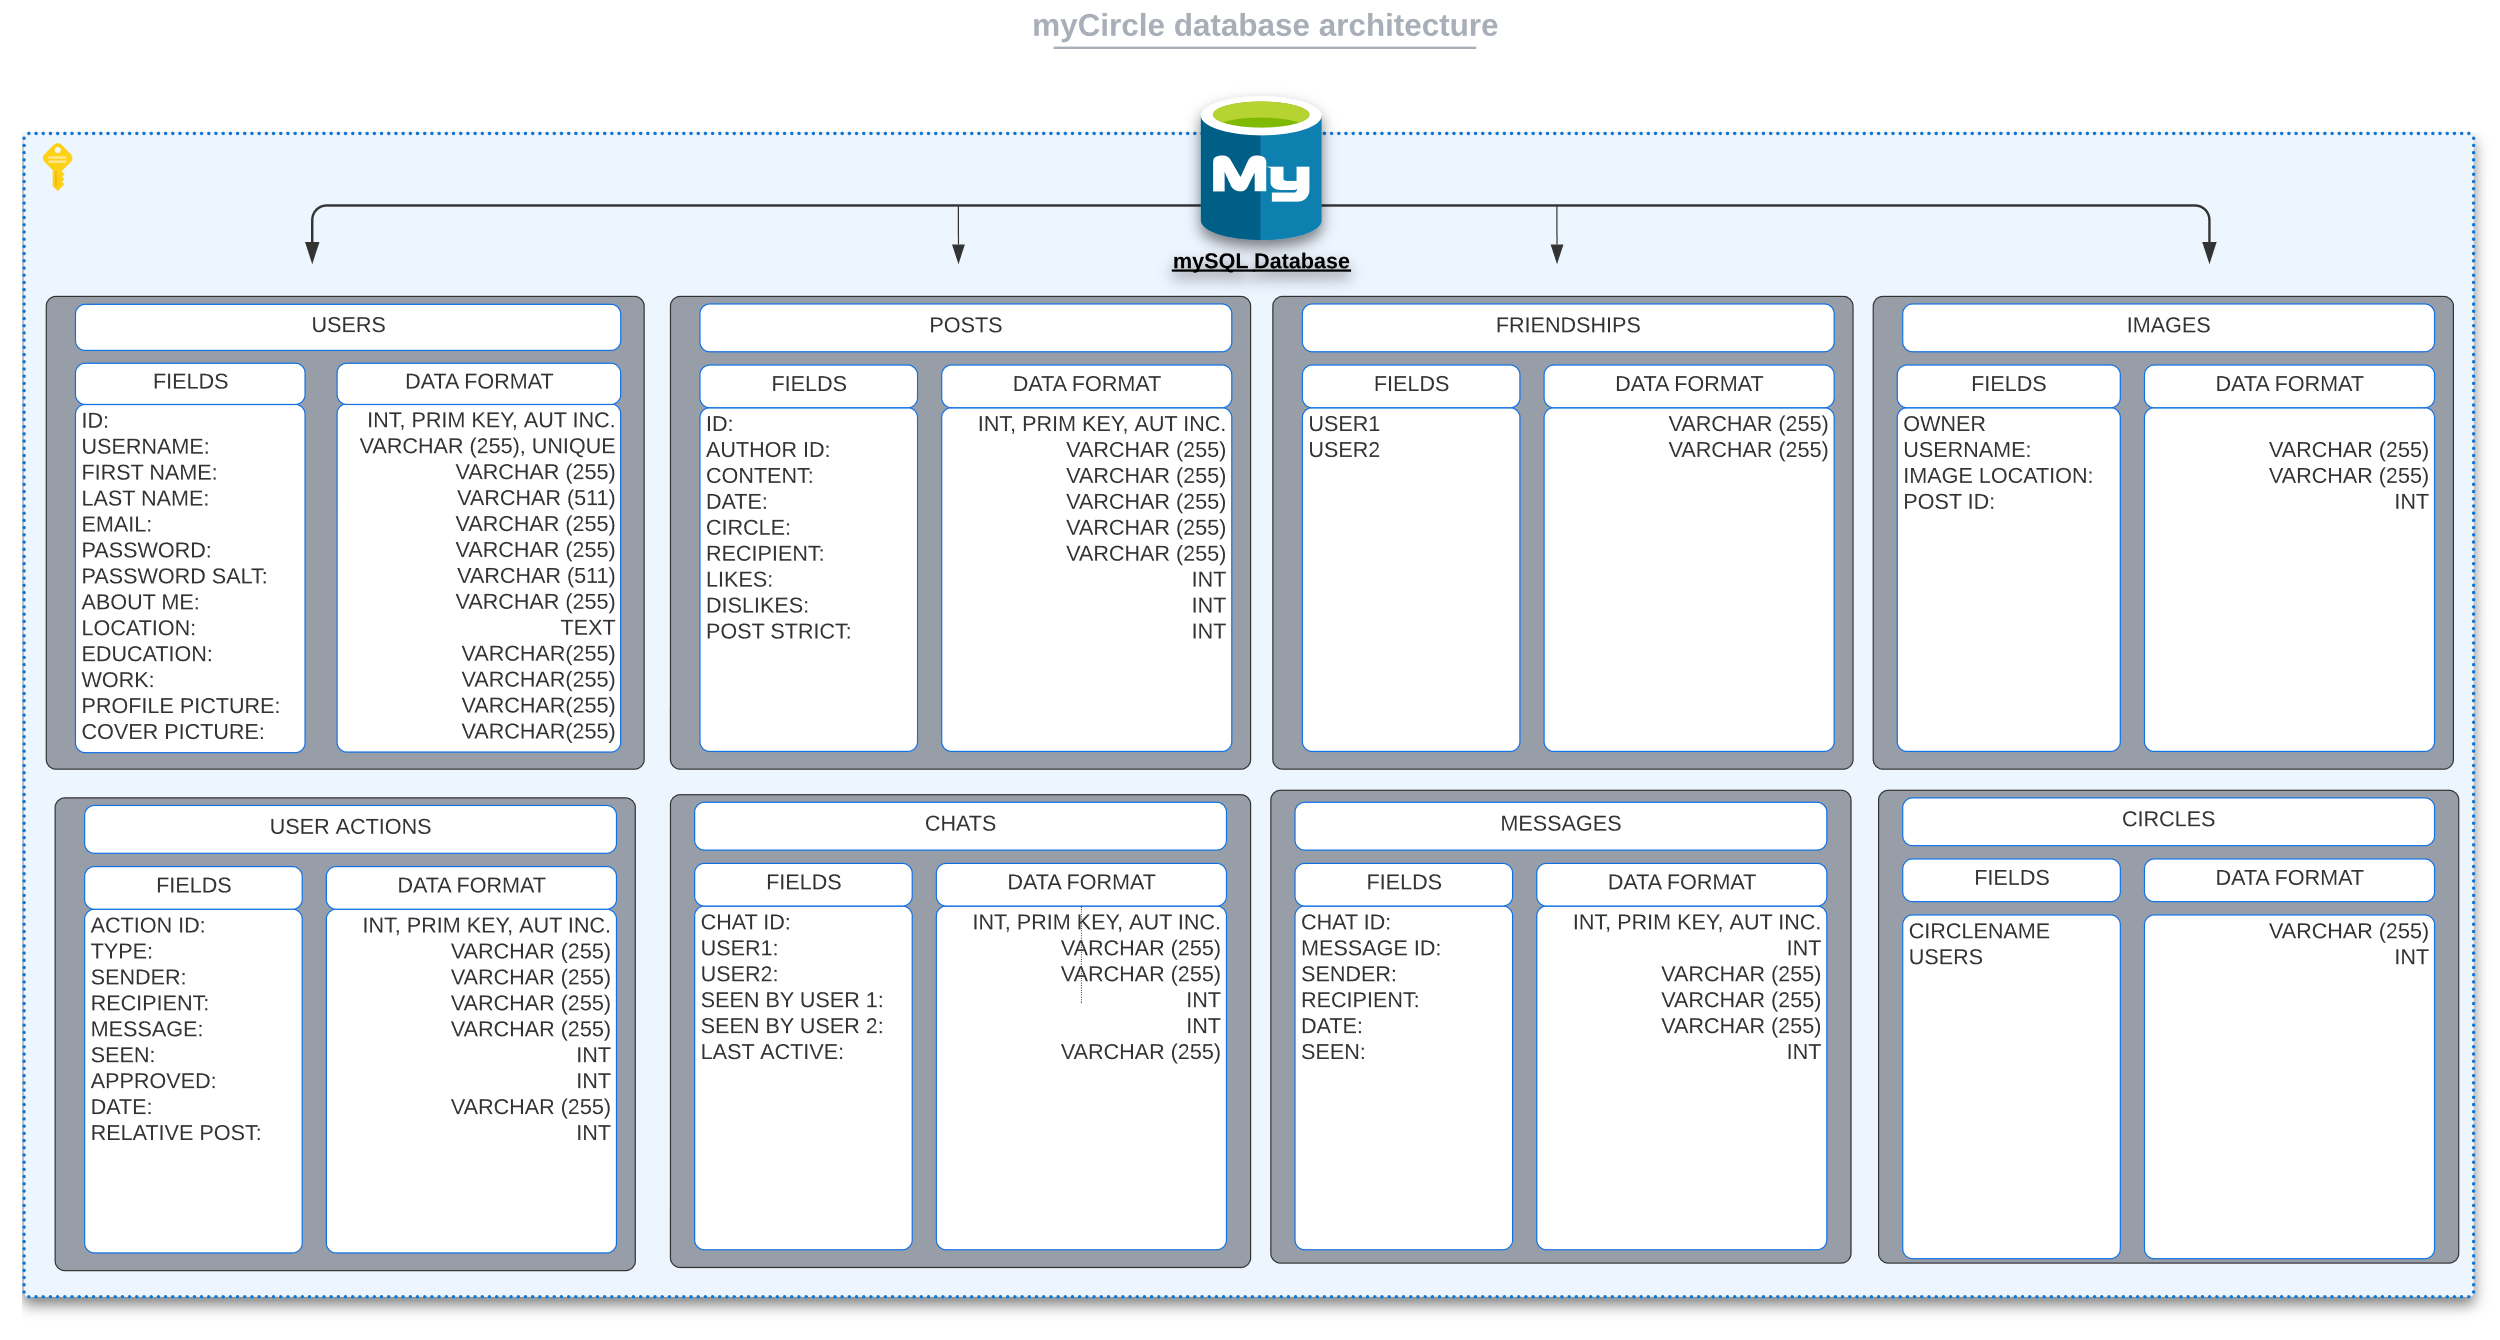 myCircle database architecture
My
mySQL Database
USERS
FIELDS
DATA FORMAT
ID:
USERNAME:
FIRST NAME:
LAST NAME:
EMAIL:
PASSWORD:
PASSWORD SALT:
ABOUT ME:
LOCATION:
EDUCATION:
WORK:
PROFILE PICTURE:
COVER PICTURE:
INT, PRIM KEY, AUT INC.
VARCHAR (255), UNIQUE
VARCHAR (255)
VARCHAR (511)
VARCHAR (255)
VARCHAR (255)
VARCHAR (511)
VARCHAR (255)
TEXT
VARCHAR(255)
VARCHAR(255)
VARCHAR(255)
VARCHAR(255)
POSTS
FIELDS
DATA FORMAT
ID:
AUTHOR ID:
CONTENT:
DATE:
CIRCLE:
RECIPIENT:
LIKES:
DISLIKES:
POST STRICT:
INT, PRIM KEY, AUT INC.
VARCHAR (255)
VARCHAR (255)
VARCHAR (255)
VARCHAR (255)
VARCHAR (255)
INT
INT
INT
FRIENDSHIPS
FIELDS
DATA FORMAT
USER1
USER2
VARCHAR (255)
VARCHAR (255)
IMAGES
FIELDS
DATA FORMAT
OWNER
USERNAME:
IMAGE LOCATION:
POST ID:
VARCHAR (255)
VARCHAR (255)
INT
USER ACTIONS
FIELDS
DATA FORMAT
ACTION ID:
TYPE:
SENDER:
RECIPIENT:
MESSAGE:
SEEN:
APPROVED:
DATE:
RELATIVE POST:
INT, PRIM KEY, AUT INC.
VARCHAR (255)
VARCHAR (255)
VARCHAR (255)
VARCHAR (255)
INT
INT
VARCHAR (255)
INT
CHATS
FIELDS
DATA FORMAT
CHAT ID:
USER1:
USER2:
SEEN BY USER 1:
SEEN BY USER 2:
LAST ACTIVE:
INT, PRIM KEY, AUT INC.
VARCHAR (255)
VARCHAR (255)
INT
INT
VARCHAR (255)
MESSAGES
FIELDS
DATA FORMAT
CHAT ID:
MESSAGE ID:
SENDER:
RECIPIENT:
DATE:
SEEN:
INT, PRIM KEY, AUT INC.
INT
VARCHAR (255)
VARCHAR (255)
VARCHAR (255)
INT
CIRCLES
FIELDS
DATA FORMAT
CIRCLENAME
USERS
VARCHAR (255)
INT